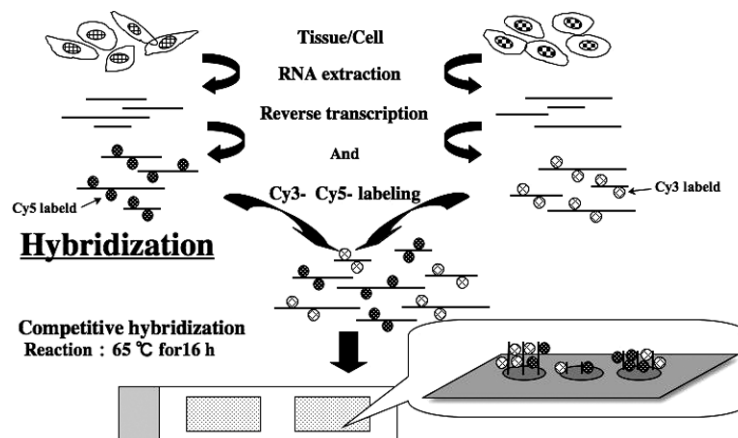 Tissue/Cell
RNA extraction
Reverse transcription
And
Cy3- Cy5- labeling
Cy5 labeld
Cy3 labeld
Hybridization
Competitive hybridization
Reaction : 65 ℃ for16 h